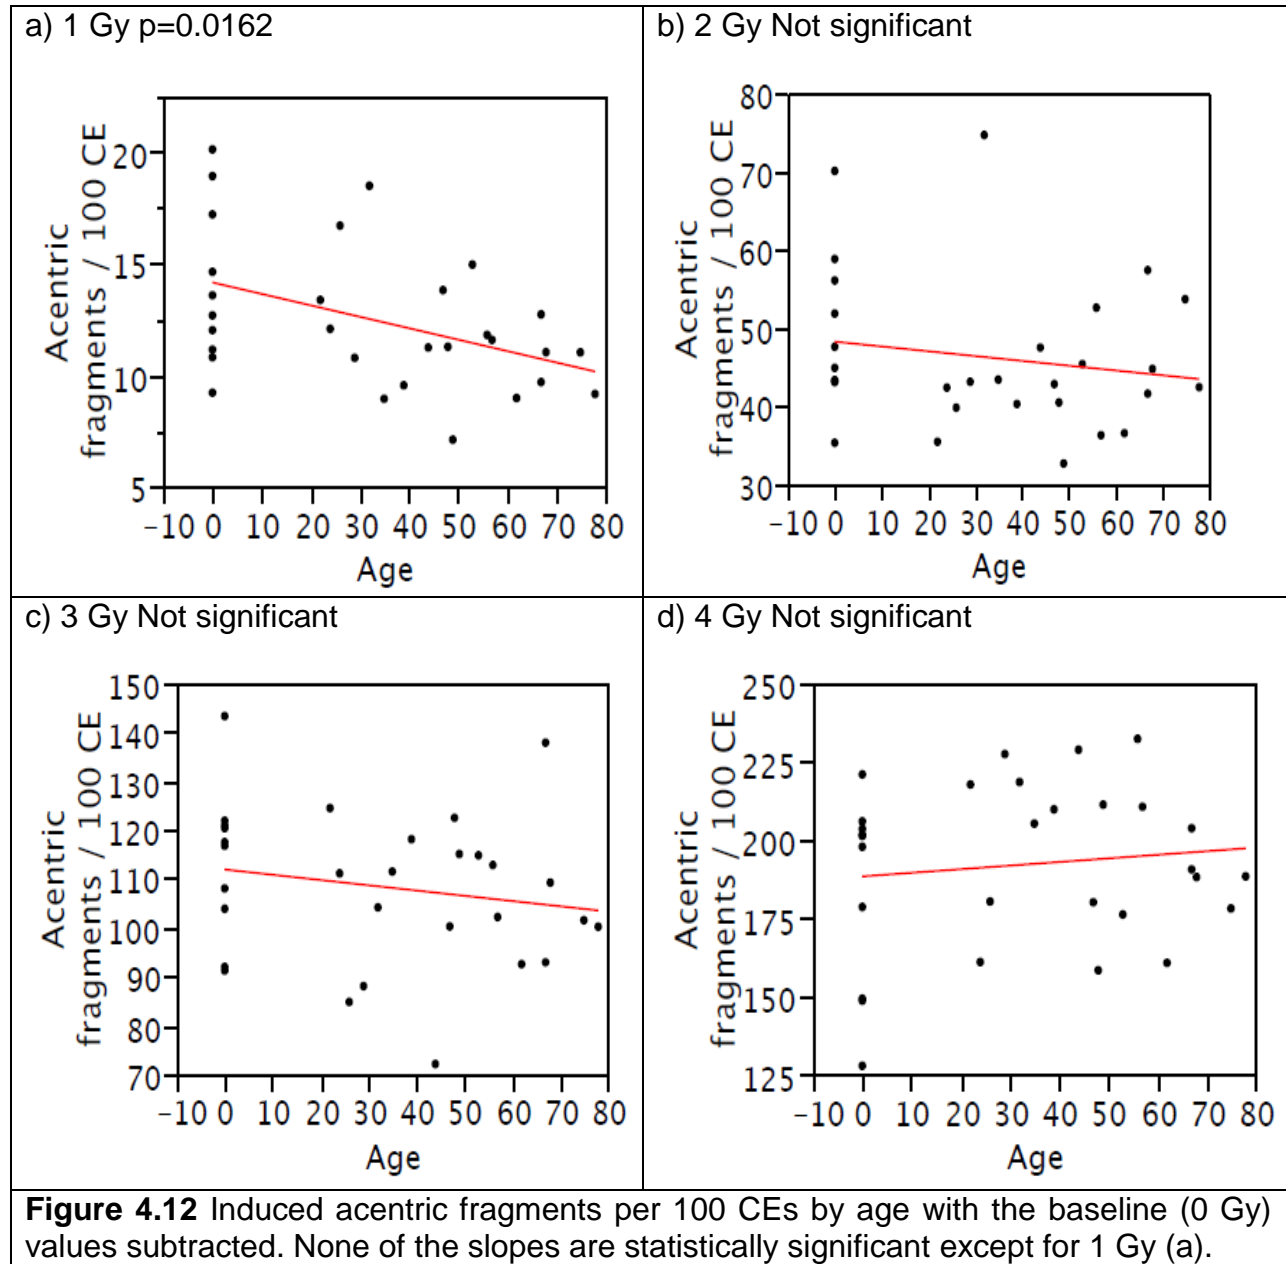 a) 1 Gy p=0.0162
Acentric
fragments / 100 CE
20
15
10
5
−10 0 10 20 30 40 50 60 70 80
Age
b) 2 Gy Not significant
Acentric
fragments / 100 CE
80
70
60
50
40
30
−10 0 10 20 30 40 50 60 70 80
Age
c) 3 Gy Not significant
Acentric
fragments / 100 CE
150
140
130
120
110
100
90
80
70
−10 0 10 20 30 40 50 60 70 80
Age
d) 4 Gy Not significant
Acentric
fragments / 100 CE
250
225
200
175
150
125
−10 0 10 20 30 40 50 60 70 80
Age
Figure 4.12 Induced acentric fragments per 100 CEs by age with the baseline (0 Gy)
values subtracted. None of the slopes are statistically significant except for 1 Gy (a).